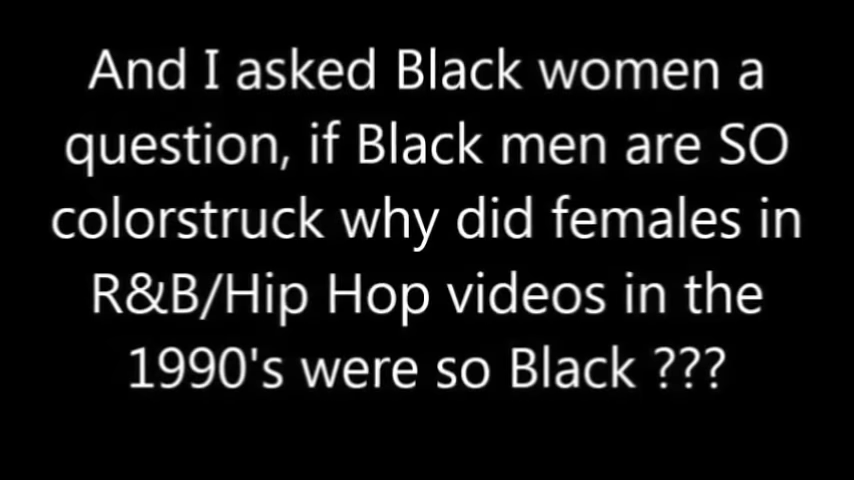 And I asked Black women a
question, if Black men are SO
colorstruck why did females in
R&B/Hip Hop videos in the
1990's were so Black ???